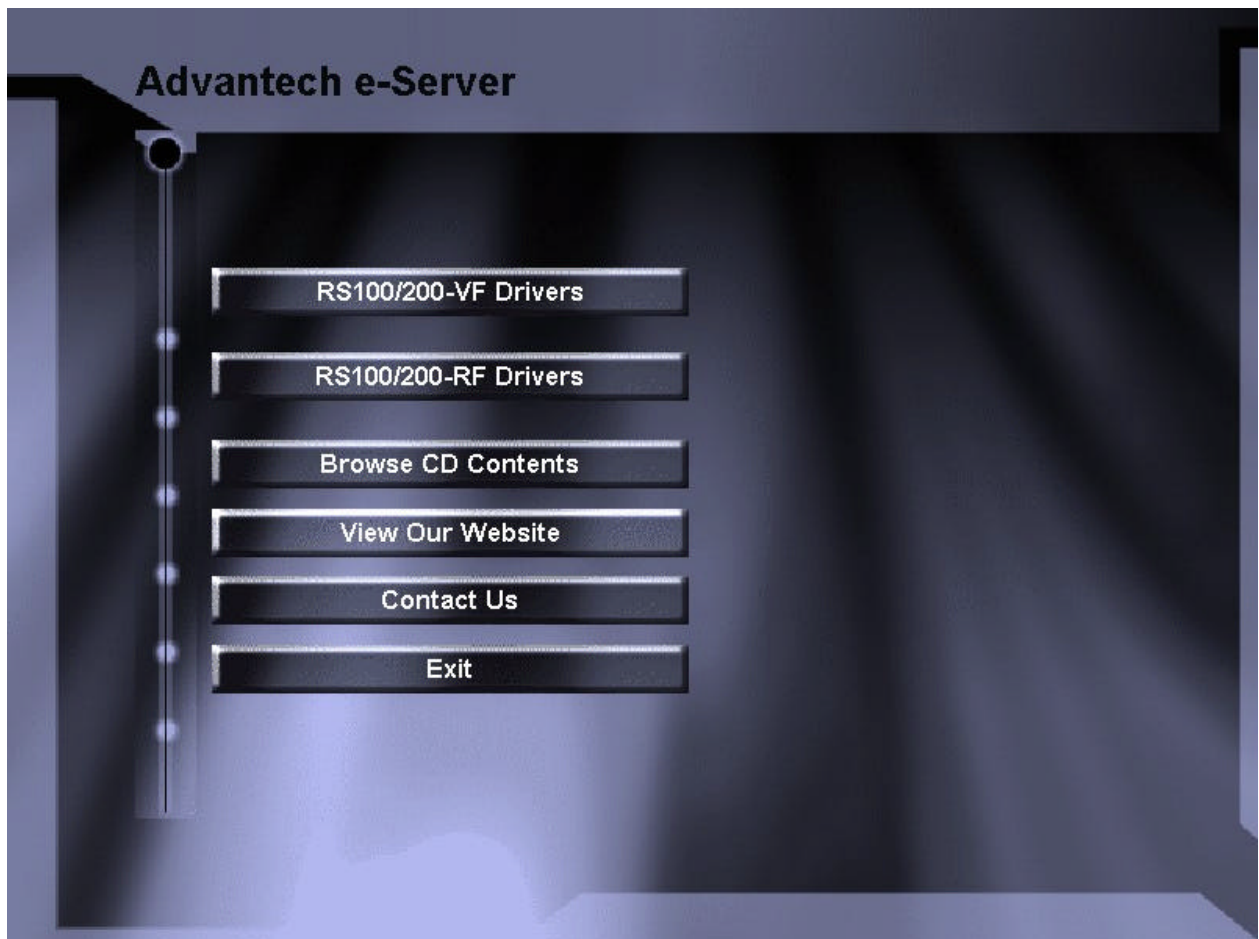 Advantech e-Server
RS100/200-VF Drivers
RS100/200-RF Drivers
Browse CD Contents
View Our Website
Contact Us
Exit